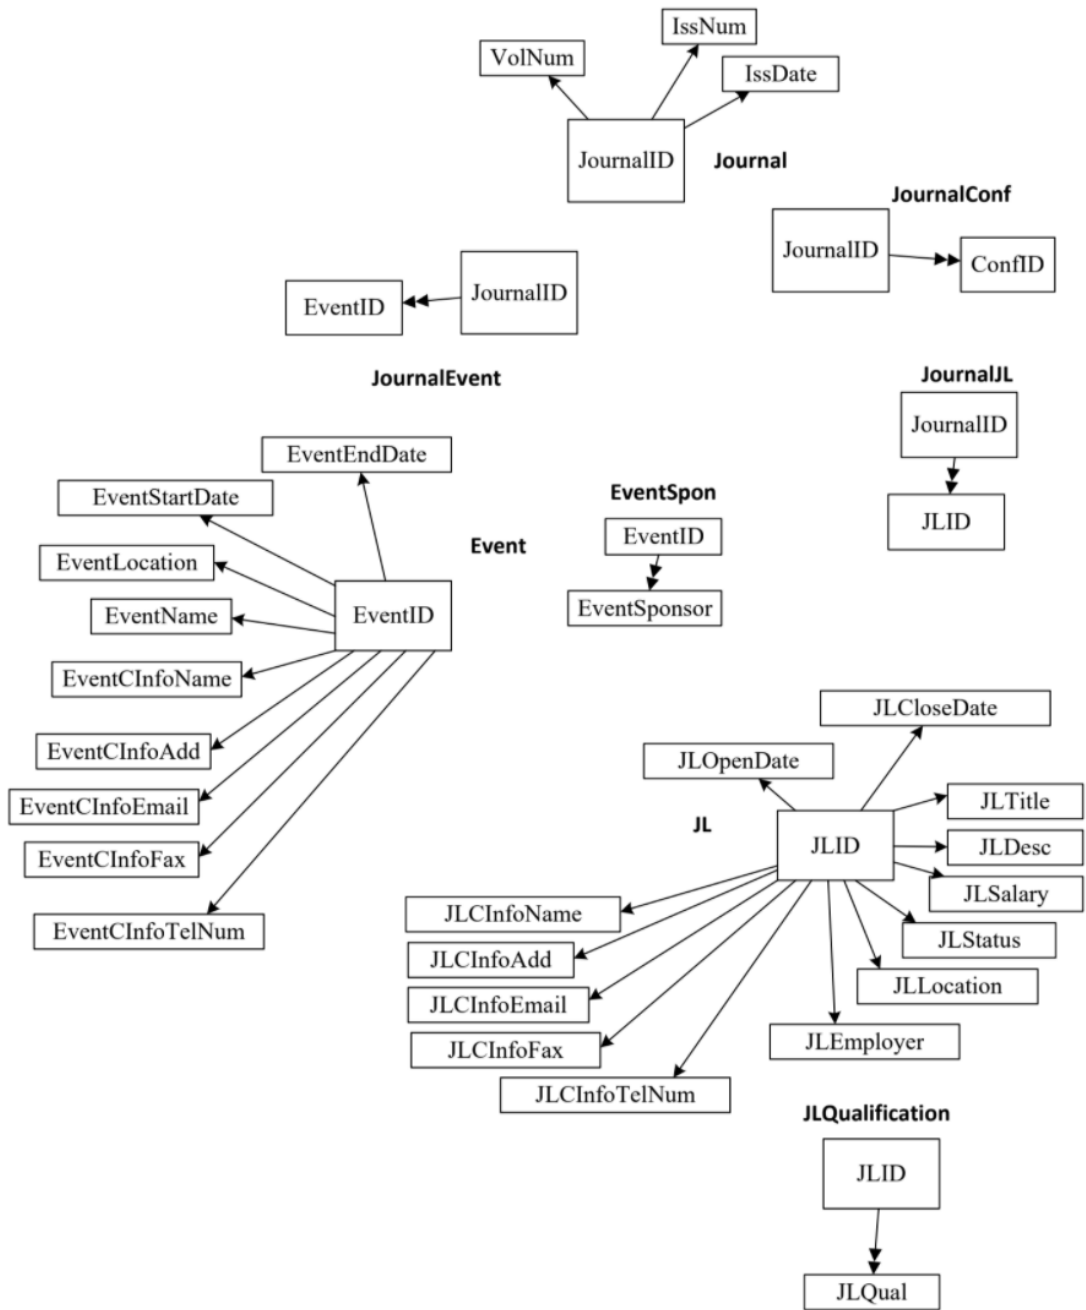 IssNum
VolNum
IssDate
JournalID
Journal
JournalConf
JournalID
ConfID
EventID
JournalID
JournalEvent
JournalJL
JournalID
JLID
EventEndDate
EventStartDate
EventLocation
Event
EventName
EventID
EventCInfoName
EventCInfoAdd
EventCInfoEmail
EventCInfoFax
EventCInfoTelNum
EventSpon
EventID
EventSponsor
JLCloseDate
JLOpenDate
JL
JLID
JLTitle
JLDesc
JLSalary
JLStatus
JLLocation
JLEmployer
JLCInfoName
JLCInfoAdd
JLCInfoEmail
JLCInfoFax
JLCInfoTelNum
JLQualification
JLID
JLQual